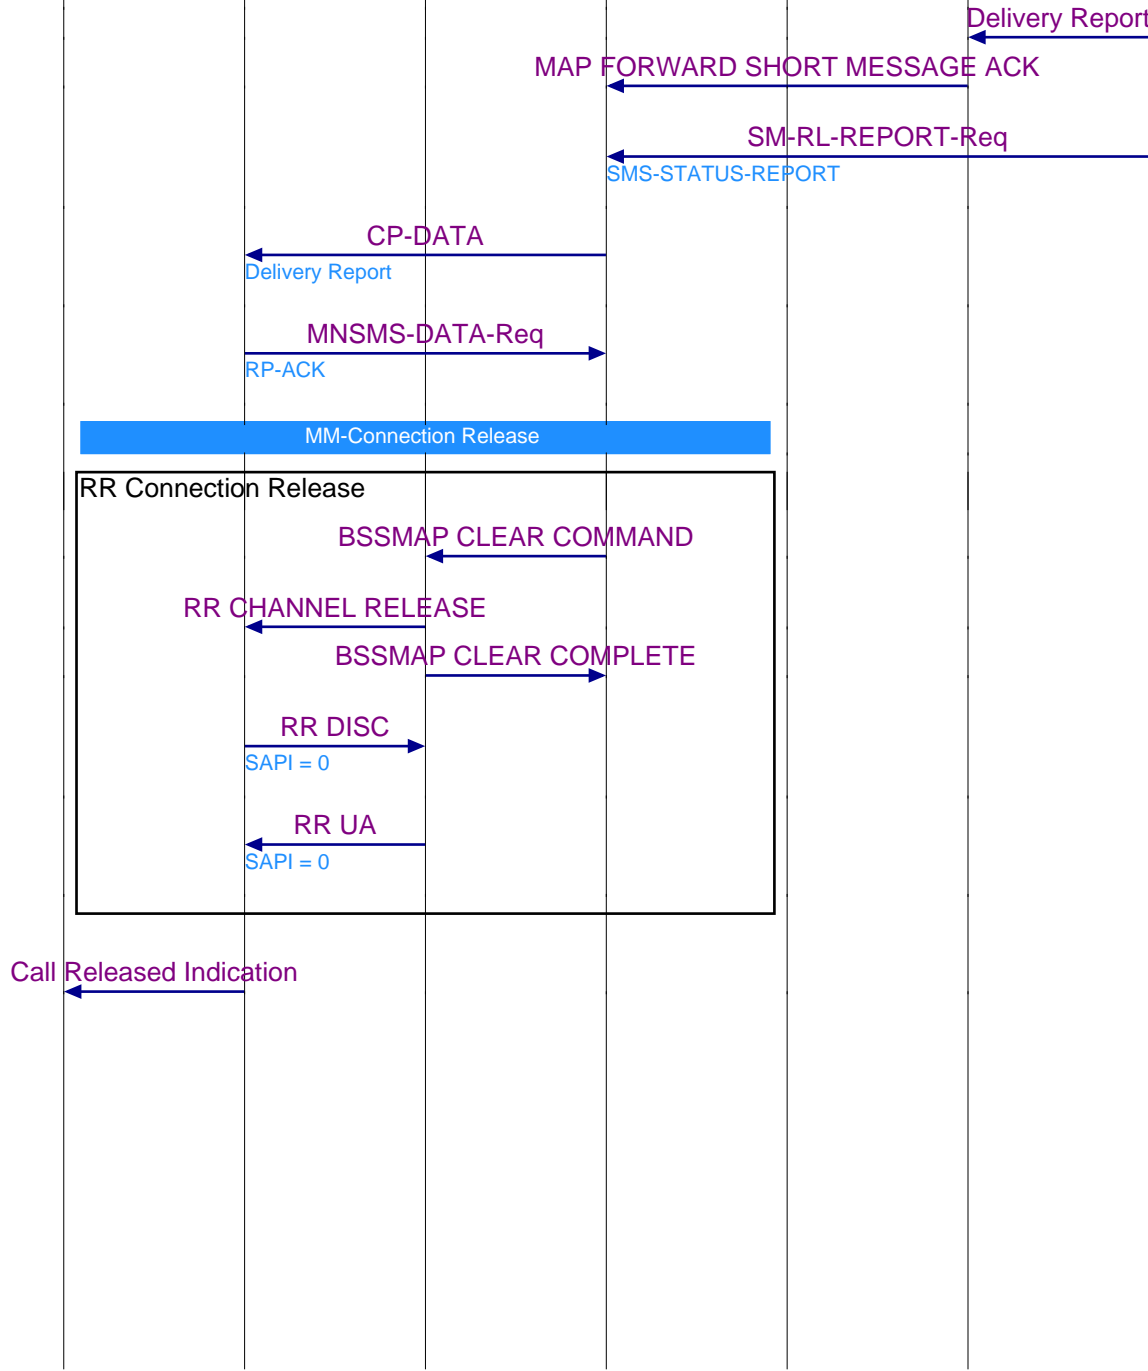 Delivery Report
MAP FORWARD SHORT MESSAGE ACK
SM-RL-REPORT-Req
SMS-STATUS-REPORT
CP-DATA
Delivery Report
MNSMS-DATA-Req
RP-ACK
MM-Connection Release
RR Connection Release
BSSMAP CLEAR COMMAND
RR CHANNEL RELEASE
BSSMAP CLEAR COMPLETE
RR DISC
SAPI = 0
RR UA
SAPI = 0
Call Released Indication